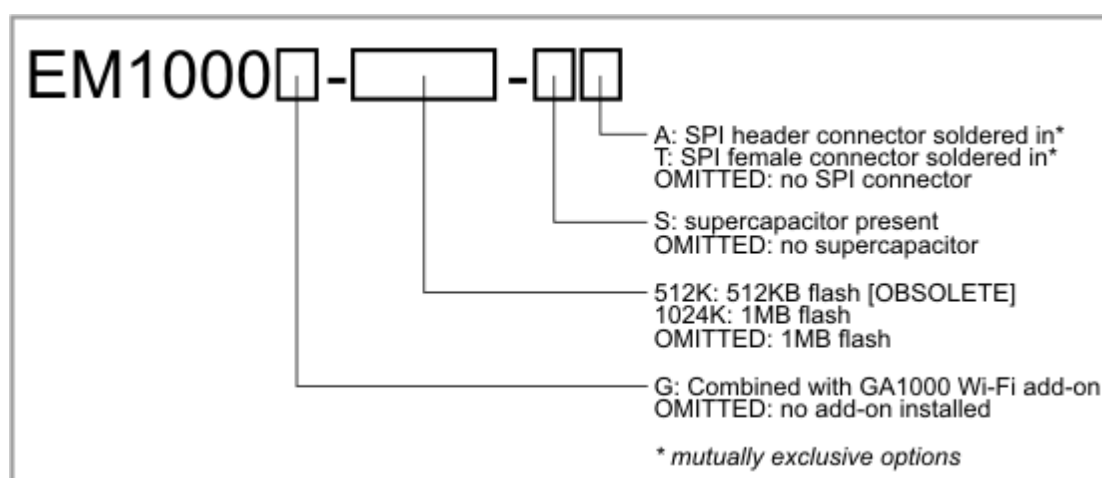 EM1000 - -
A: SPI header connector soldered in*
T: SPI female connector soldered in*
OMITTED: no SPI connector
S: supercapacitor present
OMITTED: no supercapacitor
512K: 512KB flash [OBSOLETE]
1024K: 1MB flash
OMITTED: 1MB flash
G: Combined with GA1000 Wi-Fi add-on
OMITTED: no add-on installed
* mutually exclusive options